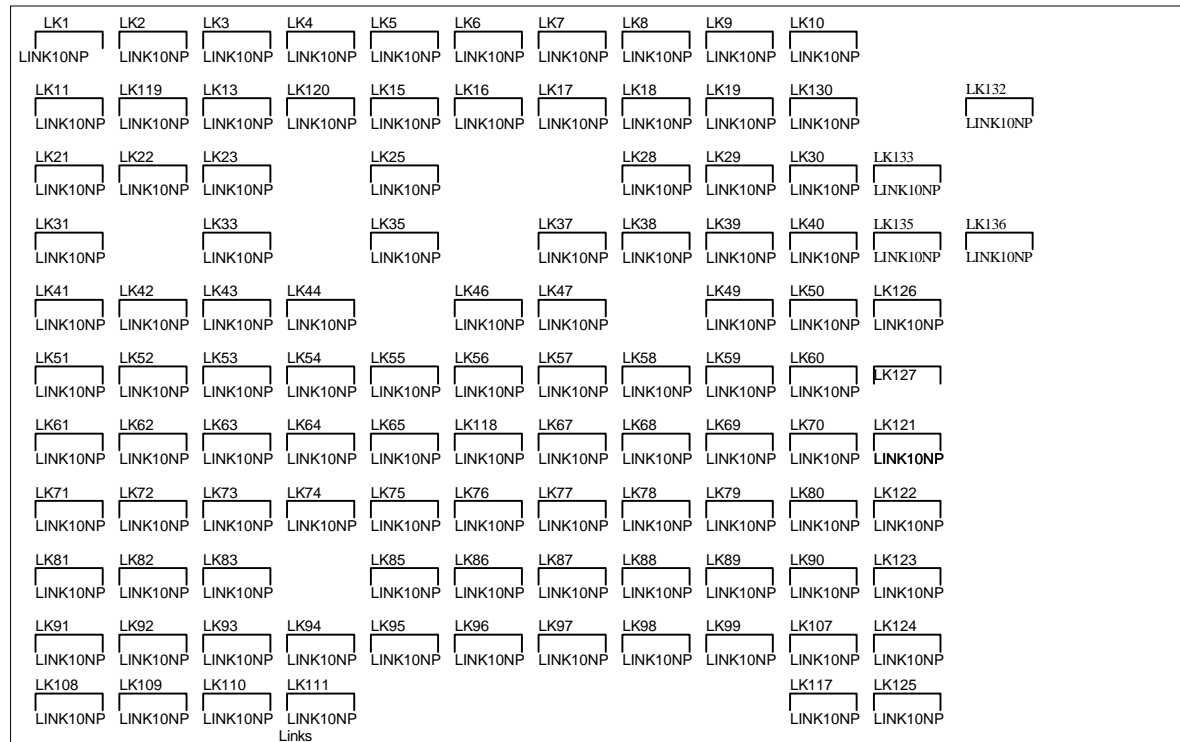 LK1 LK2 LK3 LK4 LK5 LK6 LK7 LK8 LK9 LK10
LINK10NP LINK10NP LINK10NP LINK10NP LINK10NP LINK10NP LINK10NP LINK10NP LINK10NP LINK10NP
LK11 LK119 LK13 LK120 LK15 LK16 LK17 LK18 LK19 LK130 LK132
LINK10NP LINK10NP LINK10NP LINK10NP LINK10NP LINK10NP LINK10NP LINK10NP LINK10NP LINK10NP LINK10NP
LK21 LK22 LK23 LK25 LK28 LK29 LK30 LK133
LINK10NP LINK10NP LINK10NP LINK10NP LINK10NP LINK10NP LINK10NP LINK10NP
LK31 LK33 LK35 LK37 LK38 LK39 LK40 LK135 LK136
LINK10NP LINK10NP LINK10NP LINK10NP LINK10NP LINK10NP LINK10NP LINK10NP LINK10NP
LK41 LK42 LK43 LK44 LK46 LK47 LK49 LK50 LK126
LINK10NP LINK10NP LINK10NP LINK10NP LINK10NP LINK10NP LINK10NP LINK10NP LINK10NP
LK51 LK52 LK53 LK54 LK55 LK56 LK57 LK58 LK59 LK60 LK127
LINK10NP LINK10NP LINK10NP LINK10NP LINK10NP LINK10NP LINK10NP LINK10NP LINK10NP LINK10NP
LK61 LK62 LK63 LK64 LK65 LK118 LK67 LK68 LK69 LK70 LK121
LINK10NP LINK10NP LINK10NP LINK10NP LINK10NP LINK10NP LINK10NP LINK10NP LINK10NP LINK10NP LINK10NP
LK71 LK72 LK73 LK74 LK75 LK76 LK77 LK78 LK79 LK80 LK122
LINK10NP LINK10NP LINK10NP LINK10NP LINK10NP LINK10NP LINK10NP LINK10NP LINK10NP LINK10NP LINK10NP
LK81 LK82 LK83 LK85 LK86 LK87 LK88 LK89 LK90 LK123
LINK10NP LINK10NP LINK10NP LINK10NP LINK10NP LINK10NP LINK10NP LINK10NP LINK10NP LINK10NP
LK91 LK92 LK93 LK94 LK95 LK96 LK97 LK98 LK99 LK107 LK124
LINK10NP LINK10NP LINK10NP LINK10NP LINK10NP LINK10NP LINK10NP LINK10NP LINK10NP LINK10NP LINK10NP
LK108 LK109 LK110 LK111 LK117 LK125
LINK10NP LINK10NP LINK10NP LINK10NP LINK10NP LINK10NP
Links